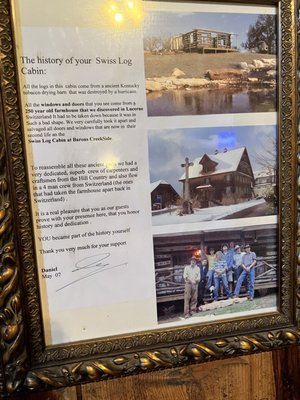 The history of your Swiss Log
Cabin:
All the logs in this cabin come from a ancient Kentucky
tobacco drying barn that was destroyed by a hurricane.
All the windows and doors that you see come from a
250 year old farmhouse that we discovered in Lucerne
Switzerland It had to be taken down because it was in
Such a bad shape. We very carefully took it apart and
salvaged all doors and windows that are now in their
second life as the
Swiss Log Cabin at Barons CreekSide.
To reassemble all these ancient we had a
very dedicated, superb crew of carpenters and
craftsmen from the Hill Country and also flew
in a 4 man crew from Switzerland (the ones
that had taken the farmhouse apart back in
Switzerland) .
It is a real pleasure that you as our guests
prove with your presence here, that you honor
history and dedication .
YOU became part of the history yourself
Thank you very much for your support
Daniel
May 07